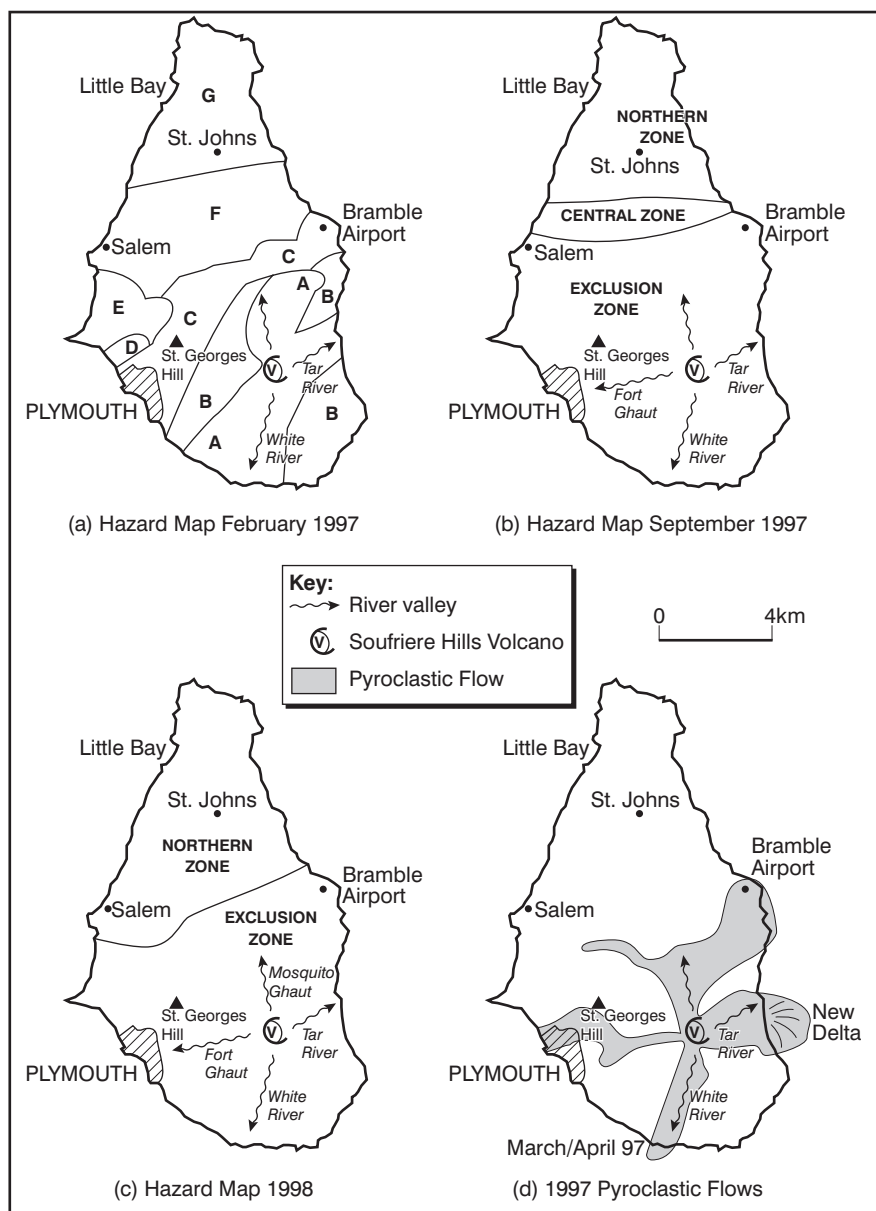 Little Bay
G
St. Johns
F
Bramble
Airport
Salem
C
A
E
B
C
D
St. Georges
Hill
V
Tar
River
PLYMOUTH
B
B
A
White
River
(a) Hazard Map February 1997
Little Bay
NORTHERN
ZONE
St. Johns
CENTRAL ZONE
Bramble
Airport
Salem
EXCLUSION
ZONE
St. Georges
Hill
V
Tar
River
Fort
Ghaut
PLYMOUTH
White
River
(b) Hazard Map September 1997
Key:
River valley
V
Soufriere Hills Volcano
Pyroclastic Flow
0 4km
Little Bay
St. Johns
NORTHERN
ZONE
Bramble
Airport
Salem
EXCLUSION
ZONE
Mosquito
Ghaut
St. Georges
Hill
V
Tar
River
Fort
Ghaut
PLYMOUTH
White
River
(c) Hazard Map 1998
Little Bay
St. Johns
Bramble
Airport
Salem
St. Georges
Hill
V
Tar
River
New
Delta
PLYMOUTH
White
River
March/April 97
(d) 1997 Pyroclastic Flows